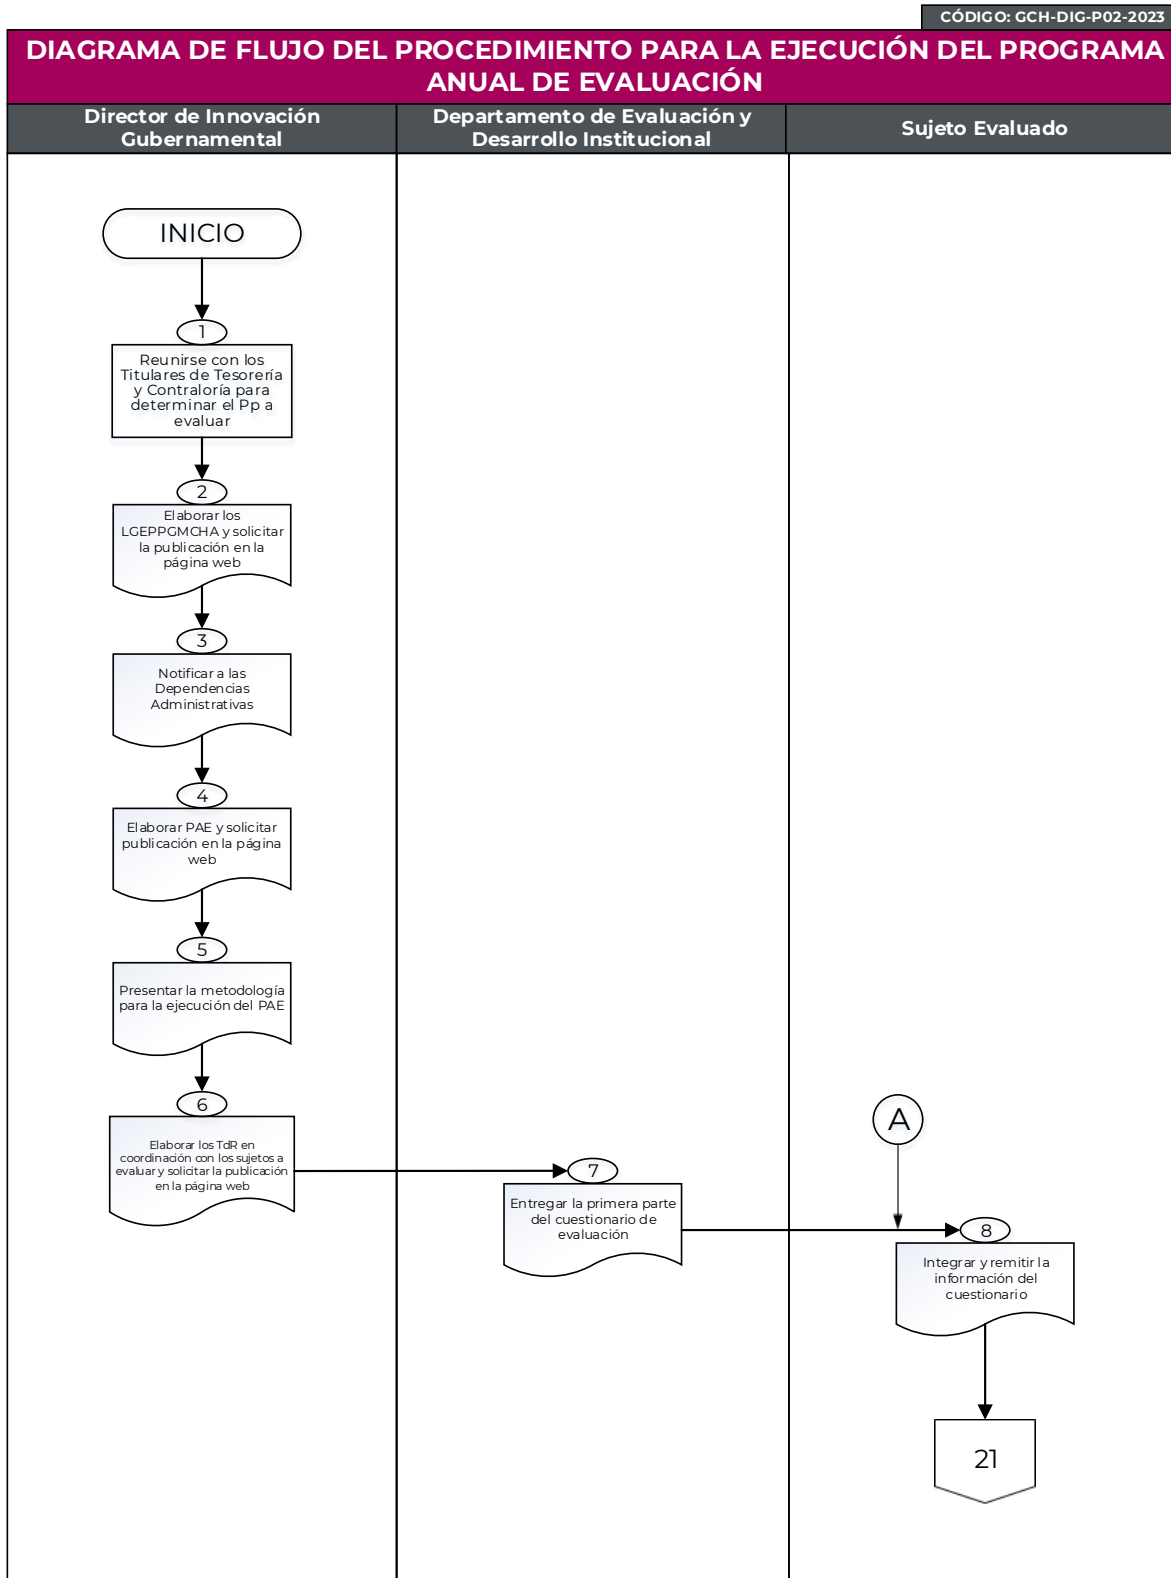 CÓDIGO: GCH-DIG-P02-2023
DIAGRAMA DE FLUJO DEL PROCEDIMIENTO PARA LA EJECUCIÓN DEL PROGRAMA
ANUAL DE EVALUACIÓN
Director de Innovación
Gubernamental
Departamento de Evaluación y
Desarrollo Institucional
Sujeto Evaluado
INICIO
1
Reunirse con los
Titulares de Tesorería
y Contraloría para
determinar el Pp a
evaluar
2
Elaborar los
LGEPPGMCHA y solicitar
la publicación en la
página web
3
Notificar a las
Dependencias
Administrativas
4
Elaborar PAE y solicitar
publicación en la página
web
5
Presentar la metodología
para la ejecución del PAE
6
Elaborar los TdR en
coordinación con los sujetos a
evaluar y solicitar la publicación
en la página web
7
Entregar la primera parte
del cuestionario de
evaluación
A
8
Integrar y remitir la
información del
cuestionario
21